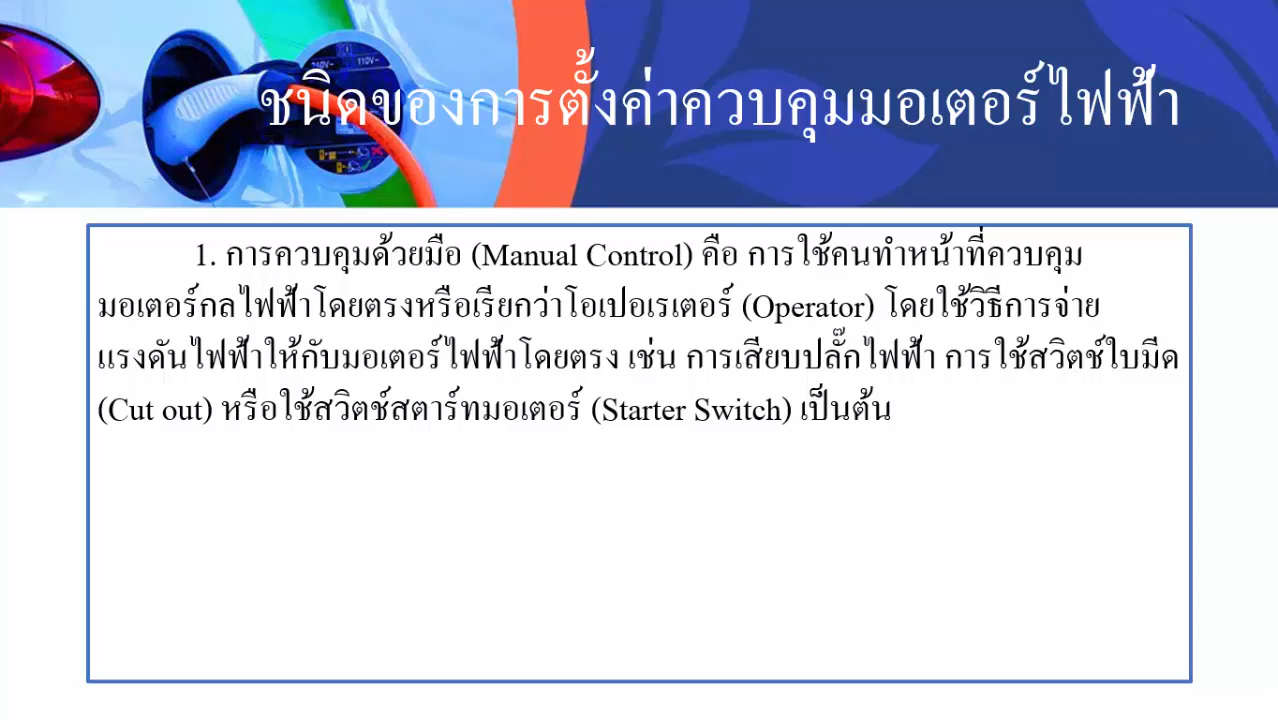 ชนิดของการตั้งค่าควบคุมมอเตอร์ไฟฟ้า
110V~
1. การควบคุมด้วยมือ (Manual Control) คือ การใช้คนทำหน้าที่ควบคุม
มอเตอร์กลไฟฟ้าโดยตรงหรือเรียกว่าโอเปอเรเตอร์ (Operator) โดยใช้วิธีการจ่าย
แรงดันไฟฟ้าให้กับมอเตอร์ไฟฟ้าโดยตรง เช่น การเสียบปลั๊กไฟฟ้า การใช้สวิตช์ใบมีด
(Cut out) หรือใช้สวิตช์สตาร์ทมอเตอร์ (Starter Switch) เป็นต้น